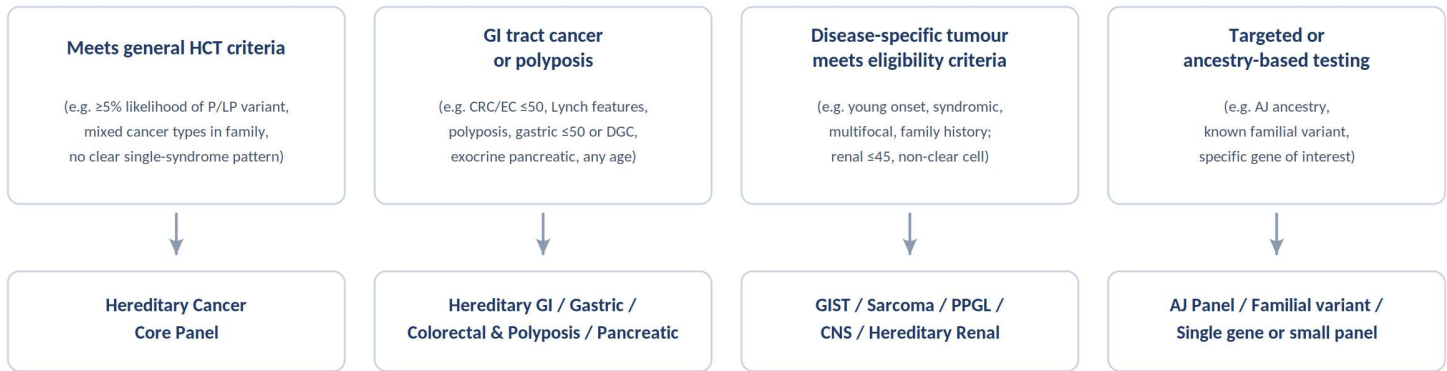 Meets general HCT criteria
(e.g. ≥5% likelihood of P/LP variant,
mixed cancer types in family,
no clear single-syndrome pattern)
Hereditary Cancer
Core Panel
GI tract cancer
or polyposis
(e.g. CRC/EC ≤50, Lynch features,
polyposis, gastric ≤50 or DGC,
exocrine pancreatic, any age)
Hereditary GI / Gastric /
Colorectal & Polyposis / Pancreatic
Disease-specific tumour
meets eligibility criteria
(e.g. young onset, syndromic,
multifocal, family history;
renal ≤45, non-clear cell)
GIST / Sarcoma / PPGL /
CNS / Hereditary Renal
Targeted or
ancestry-based testing
(e.g. AJ ancestry,
known familial variant,
specific gene of interest)
AJ Panel / Familial variant /
Single gene or small panel